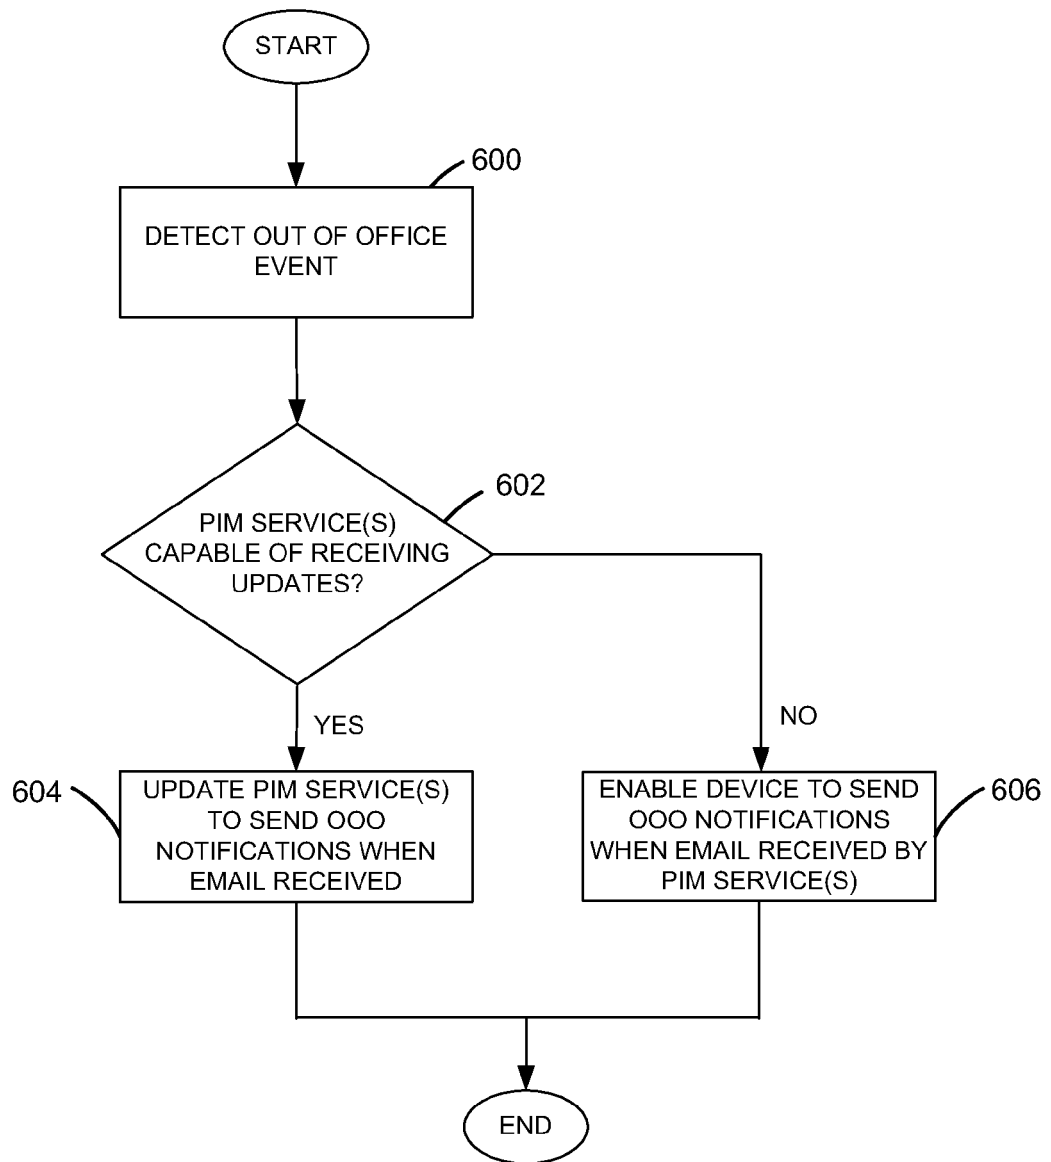 START
600
DETECT OUT OF OFFICE
EVENT
602
PIM SERVICE(S)
CAPABLE OF RECEIVING
UPDATES?
YES
NO
604
UPDATE PIM SERVICE(S)
TO SEND OOO
NOTIFICATIONS WHEN
EMAIL RECEIVED
ENABLE DEVICE TO SEND
OOO NOTIFICATIONS
WHEN EMAIL RECEIVED BY
PIM SERVICE(S)
606
END